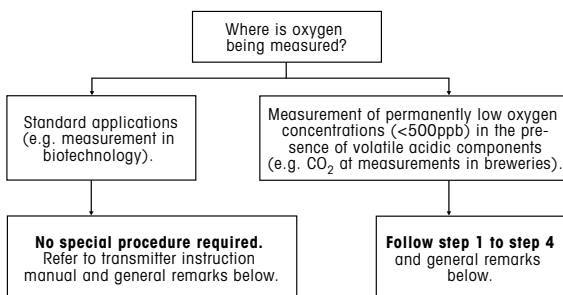 Where is oxygen
being measured?
Standard applications
(e.g. measurement in
biotechnology).
Measurement of permanently low oxygen
concentrations (<500ppb) in the pre-
sence of volatile acidic components
(e.g. CO₂ at measurements in breweries).
No special procedure required.
Refer to transmitter instruction
manual and general remarks below.
Follow step 1 to step 4
and general remarks
below.